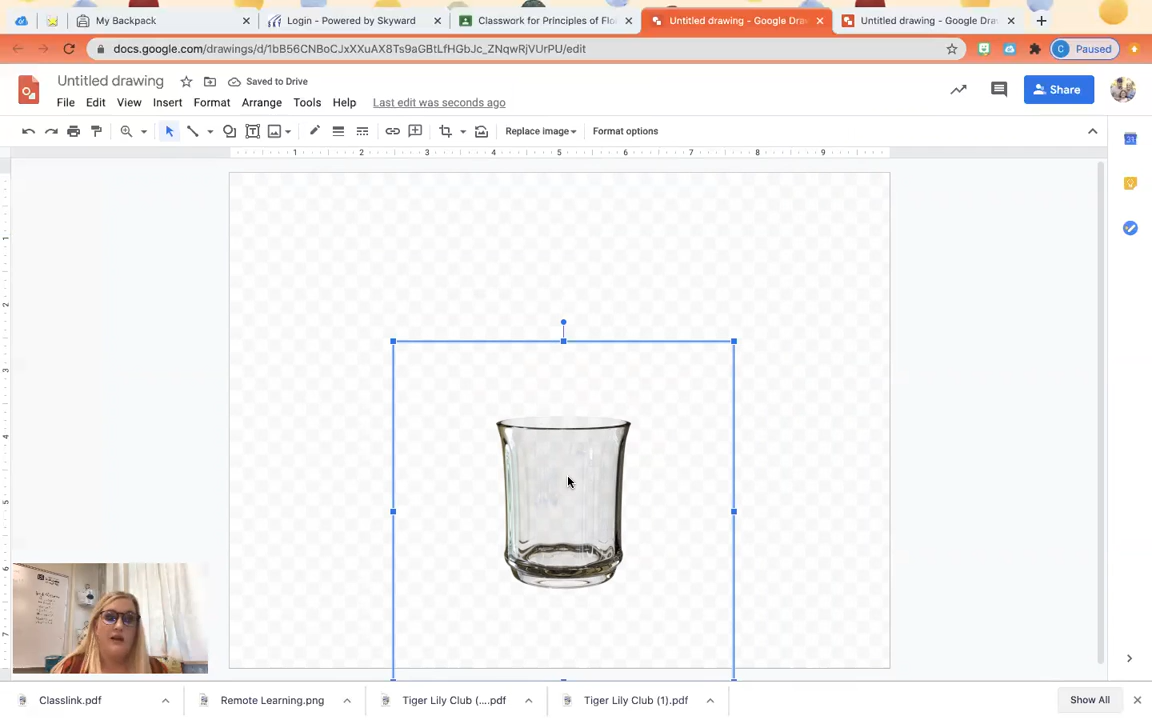 My Backpack
Login - Powered by Skyward
Classwork for Principles of Flo
Untitled drawing - Google Dra
Untitled drawing - Google Dra
docs.google.com/drawings/d/1bB56CNBoCJxXXuAX8Ts9aGBtLfHGbJc_ZNqwRjVUrPU/edit
C Paused
Untitled drawing
Saved to Drive
File Edit View Insert Format Arrange Tools Help Last edit was seconds ago
Share
Replace image Format options
1 2 3 4 5 6 7 8 9
1
2
3
4
5
6
7
31
Classlink.pdf
Remote Learning.png
Tiger Lily Club (....pdf
Tiger Lily Club (1).pdf
Show All